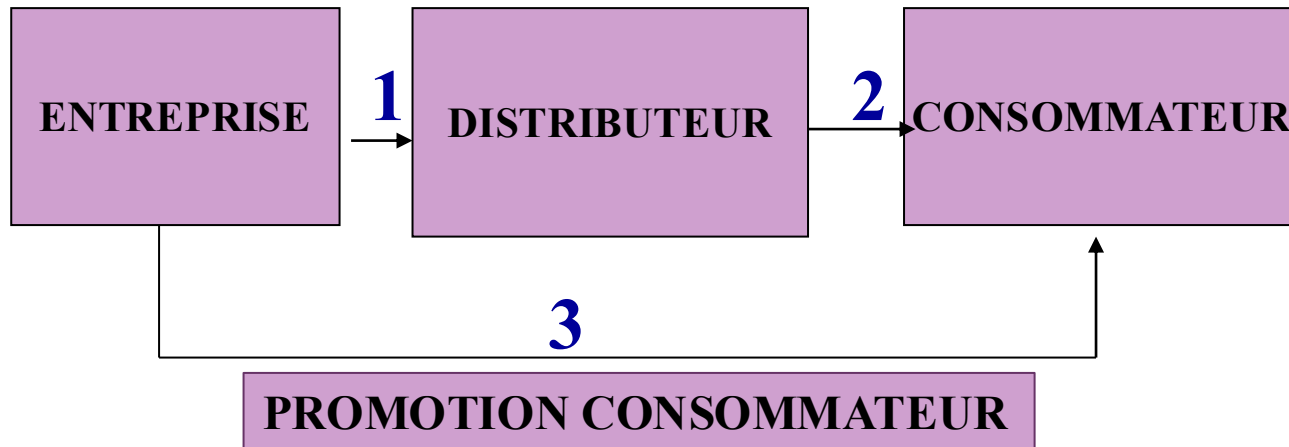 ENTREPRISE
1
DISTRIBUTEUR
2
CONSOMMATEUR
3
PROMOTION CONSOMMATEUR